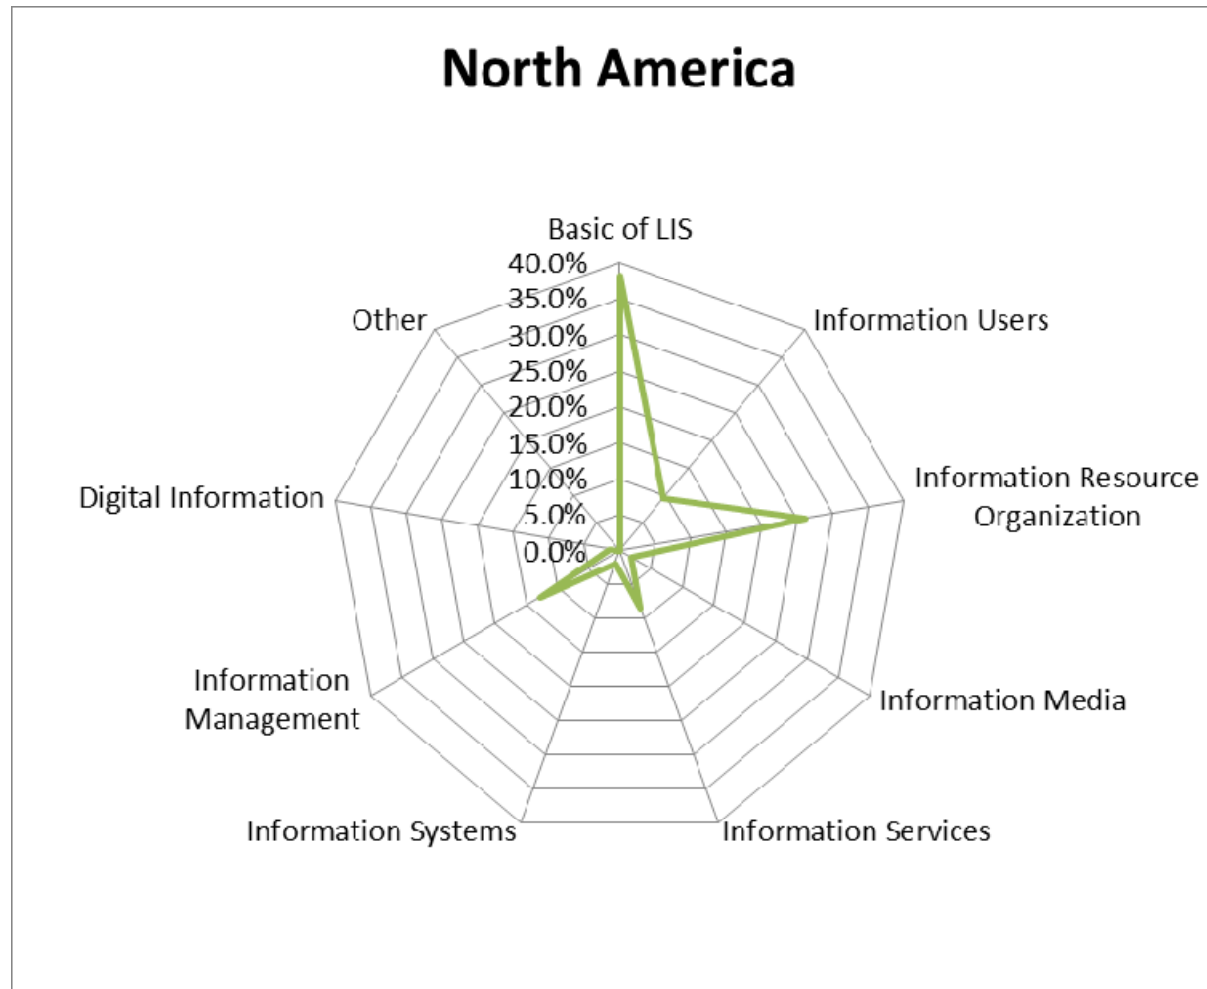 North America
Basic of LIS
40.0%
35.0%
30.0%
25.0%
20.0%
15.0%
10.0%
5.0%
0.0%
Information Users
Information Resource
Organization
Information Media
Information Services
Information Systems
Information
Management
Digital Information
Other